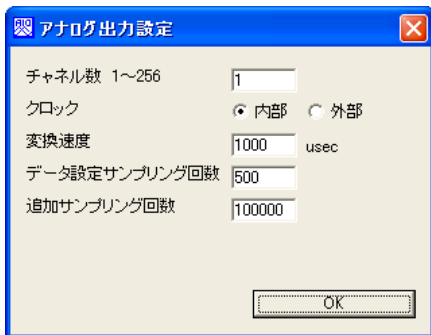 アナログ出力設定
チャネル数 1～256 1
クロック 内部 外部
変換速度 1000 usec
データ設定サンプリング回数 500
追加サンプリング回数 100000
OK